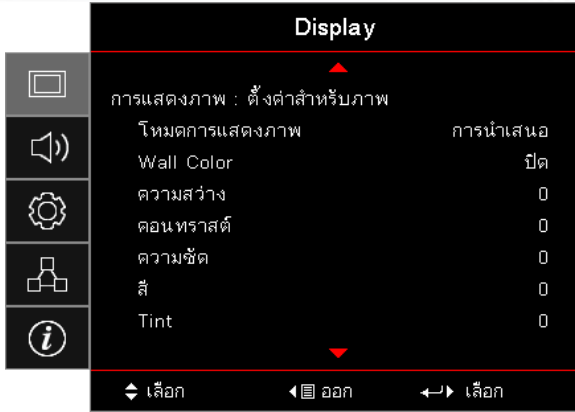 Display
การแสดงภาพ : ตั้งค่าสำหรับภาพ
โหมดการแสดงภาพ การนำเสนอ
Wall Color ปิด
ความสว่าง 0
คอนทราสต์ 0
ความชัด 0
สี 0
Tint 0
เลือก ออก เลือก